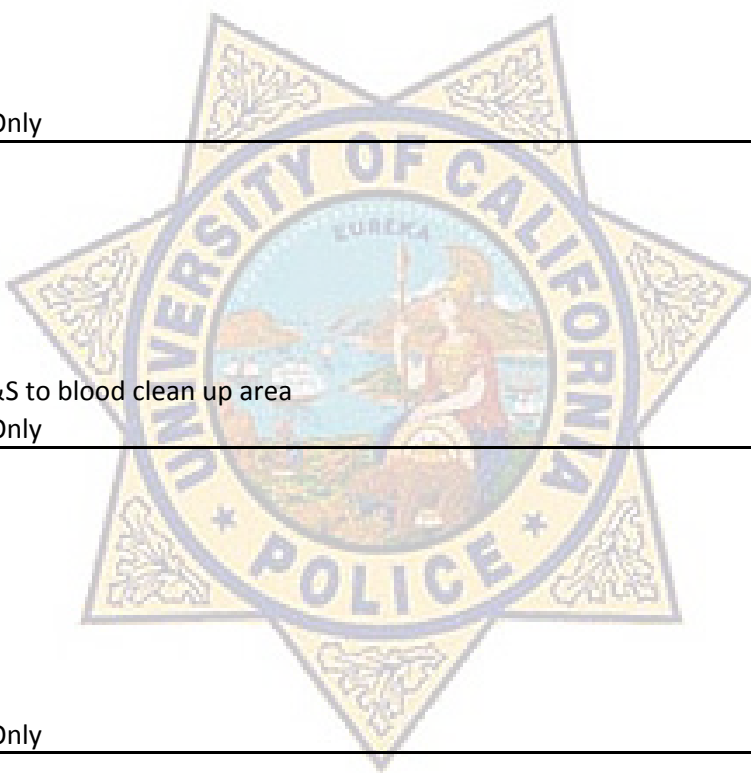 Only
UNIVERSITY OF CALIFORNIA
EUREKA
&S to blood clean up area
Only
POLICE
Only